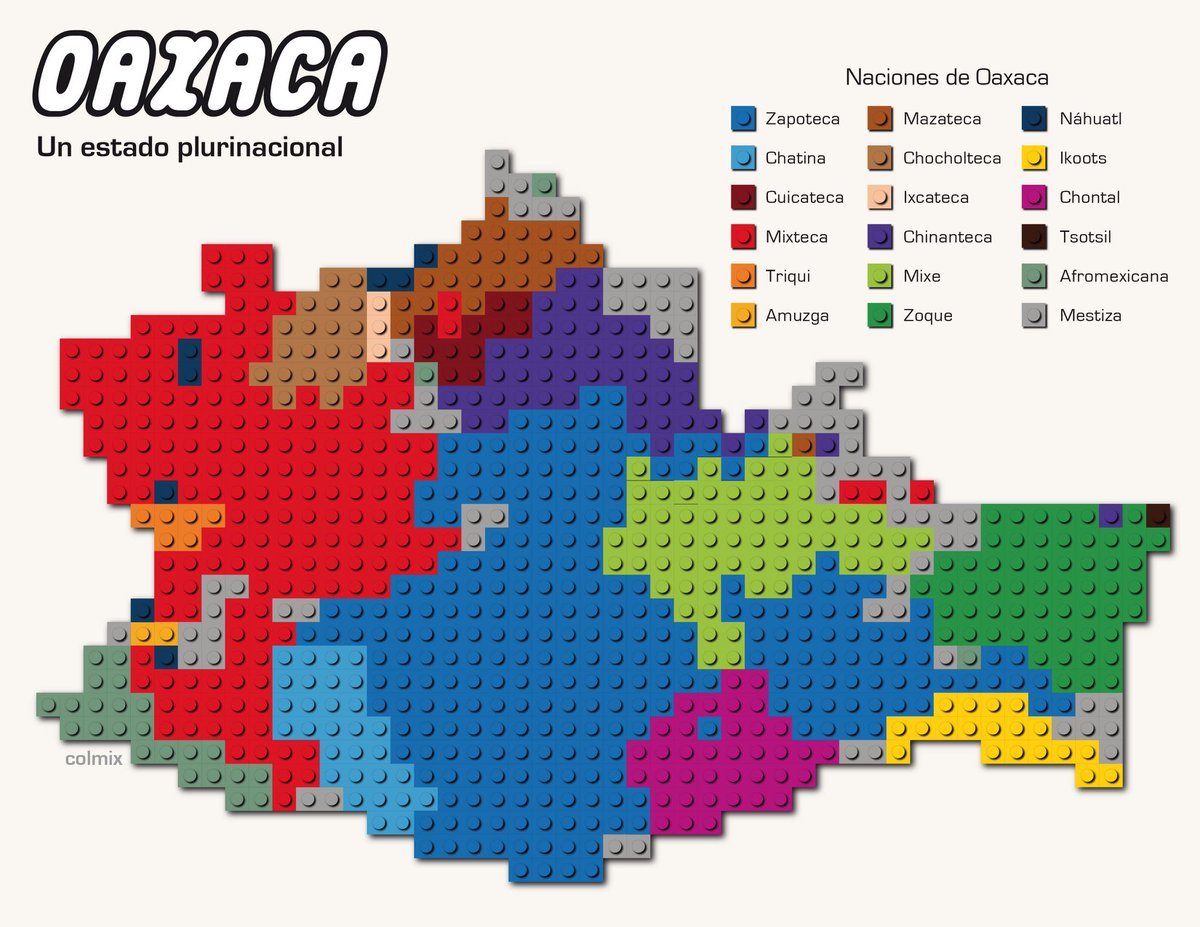 OAXACA
Un estado plurinacional
Naciones de Oaxaca
Zapoteca
Chatina
Cuicateca
Mixteca
Triqui
Amuzga
Mazateca
Chocholteca
Ixcateca
Chinanteca
Mixe
Zoque
Náhuatl
Ikoots
Chontal
Tsotsil
Afromexicana
Mestiza
colmix